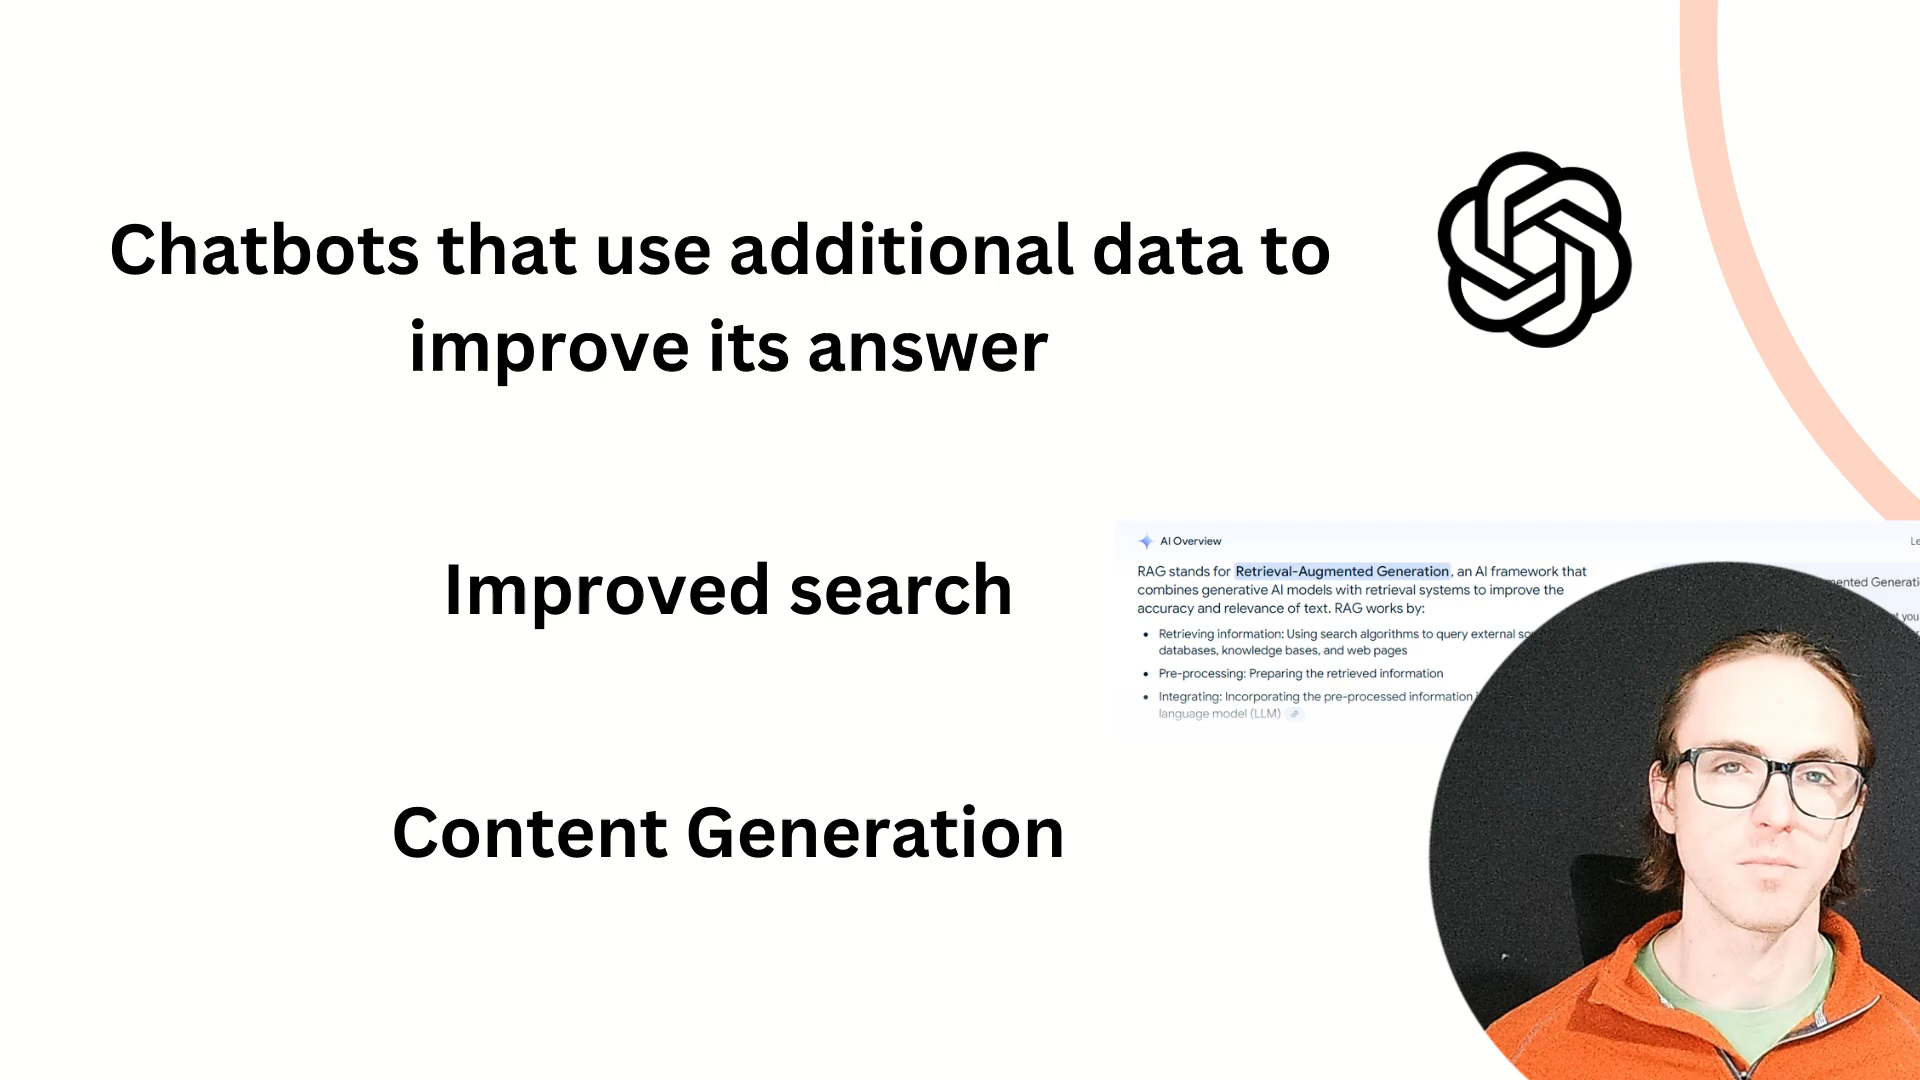 Chatbots that use additional data to
improve its answer
Improved search
AI Overview
RAG stands for Retrieval-Augmented Generation, an AI framework that
combines generative AI models with retrieval systems to improve the
accuracy and relevance of text. RAG works by:
• Retrieving information: Using search algorithms to query external
databases, knowledge bases, and web pages
• Pre-processing: Preparing the retrieved information
• Integrating: Incorporating the pre-processed information
language model (LLM)
Content Generation